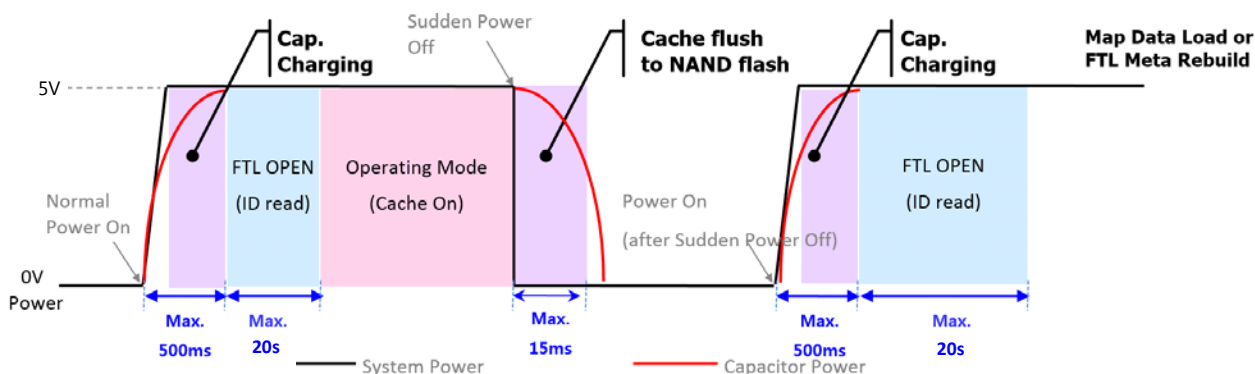 Sudden Power
Off
Cap.
Charging
Cache flush
to NAND flash
Cap.
Charging
Map Data Load or
FTL Meta Rebuild
5V
FTL OPEN
(ID read)
Operating Mode
(Cache On)
FTL OPEN
(ID read)
Normal
Power On
Power On
(after Sudden Power Off)
0V
Power
Max.
500ms
Max.
20s
Max.
15ms
Max.
500ms
Max.
20s
System Power
Capacitor Power